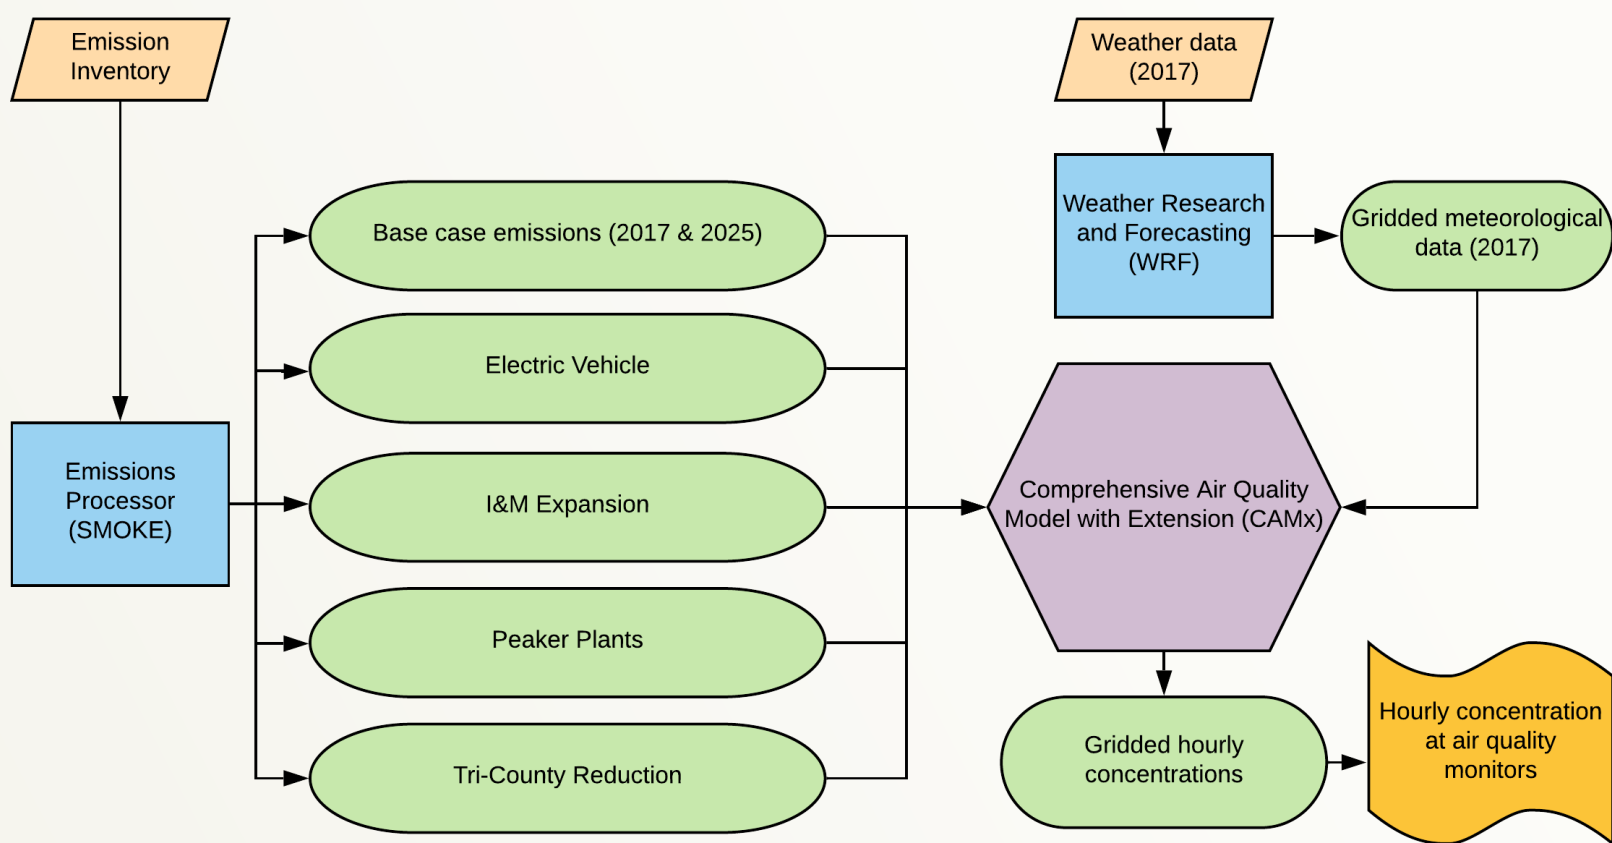 Emission
Inventory
Weather data
(2017)
Weather Research
and Forecasting
(WRF)
Gridded meteorological
data (2017)
Base case emissions (2017 & 2025)
Electric Vehicle
Emissions
Processor
(SMOKE)
I&M Expansion
Comprehensive Air Quality
Model with Extension (CAMx)
Peaker Plants
Tri-County Reduction
Gridded hourly
concentrations
Hourly concentration
at air quality
monitors